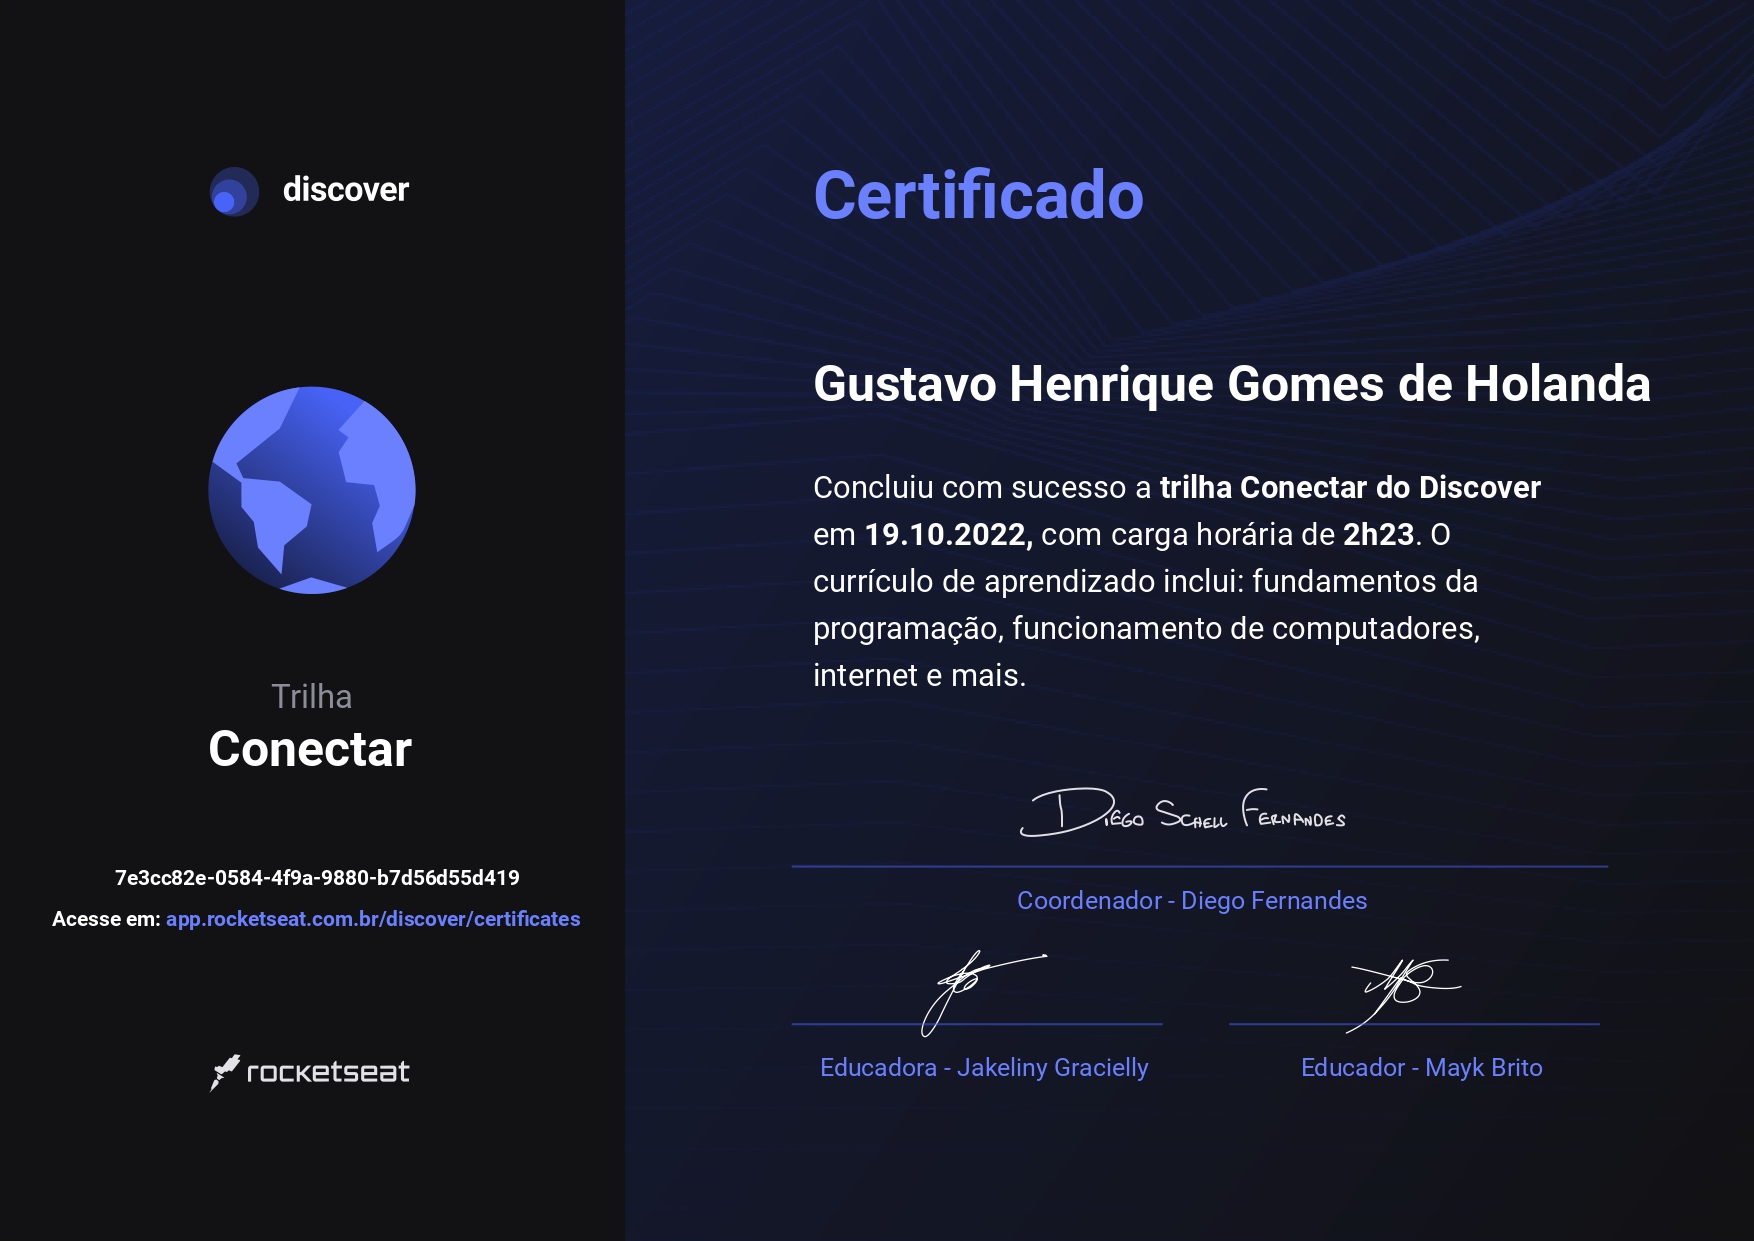 discover
Trilha
Conectar
7e3cc82e-0584-4f9a-9880-b7d56d55d419
Acesse em: app.rocketseat.com.br/discover/certificates
rocketseat
Certificado
Gustavo Henrique Gomes de Holanda
Concluiu com sucesso a trilha Conectar do Discover
em 19.10.2022, com carga horária de 2h23. O
currículo de aprendizado inclui: fundamentos da
programação, funcionamento de computadores,
internet e mais.
Diego Schell Fernandes
Coordenador - Diego Fernandes
Educadora - Jakeliny Gracielly
Educador - Mayk Brito